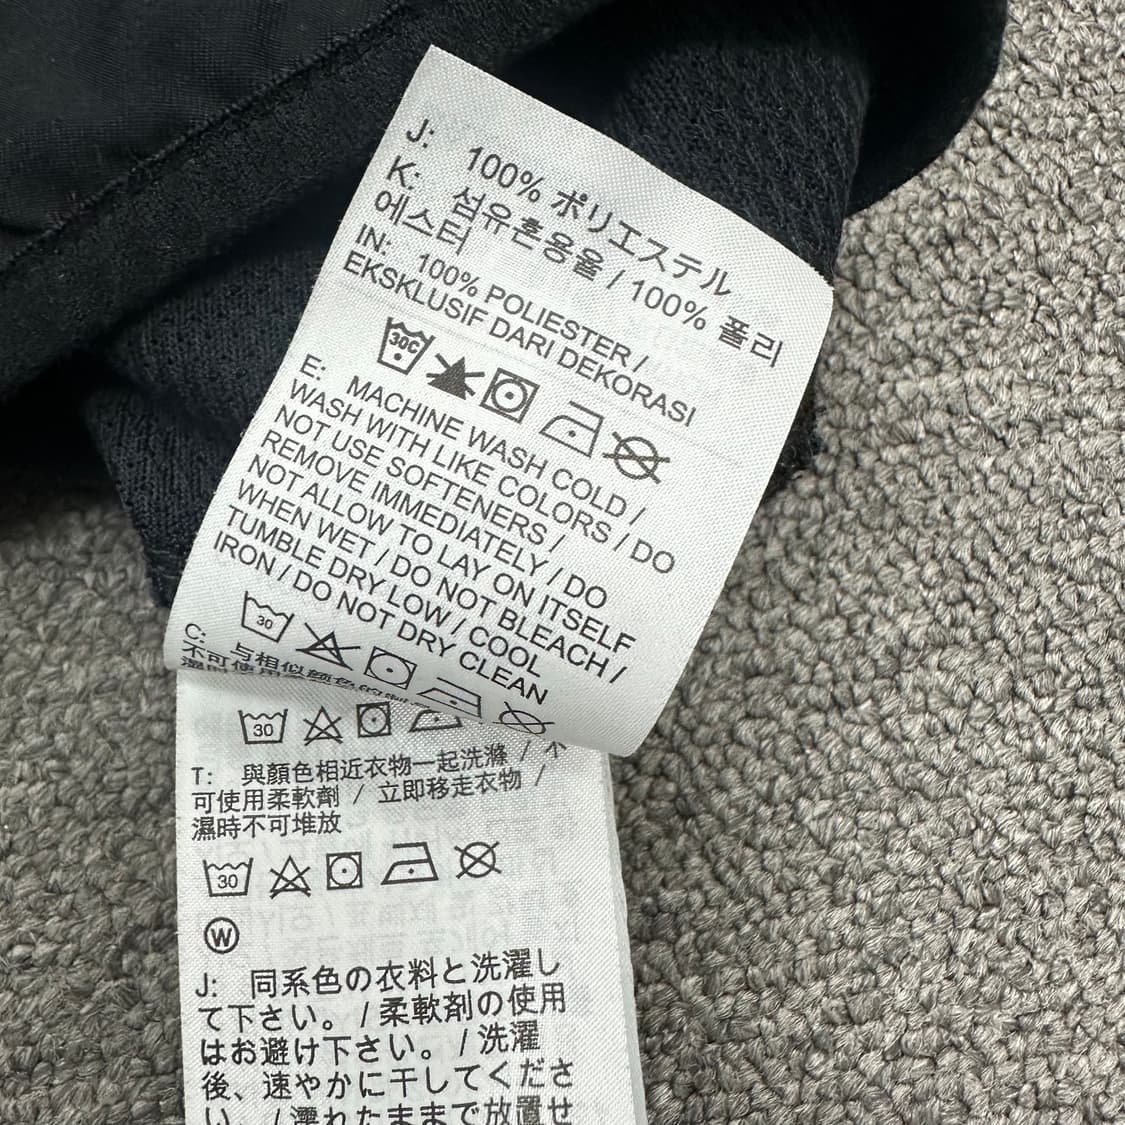 J: 100% ポリエステル
K: 섬유혼용율 / 100% 폴리
에스터
IN: 100% POLIESTER /
EKSKLUSIF DARI DEKORASI
30C
E: MACHINE WASH COLD /
WASH WITH LIKE COLORS / DO
NOT USE SOFTENERS /
REMOVE IMMEDIATELY / DO
NOT ALLOW TO LAY ON ITSELF
WHEN WET / DO NOT BLEACH /
TUMBLE DRY LOW / COOL
IRON / DO NOT DRY CLEAN
30
C: 与相似颜色的
不可使用
30
T: 與顏色相近衣物一起洗滌 / 不
可使用柔軟劑 / 立即移走衣物 /
濕時不可堆放
30
W
J: 同系色の衣料と洗濯し
て下さい。/ 柔軟剤の使用
はお避け下さい。/ 洗濯
後、速やかに干してくださ
い。/ 濡れたままで放置せ